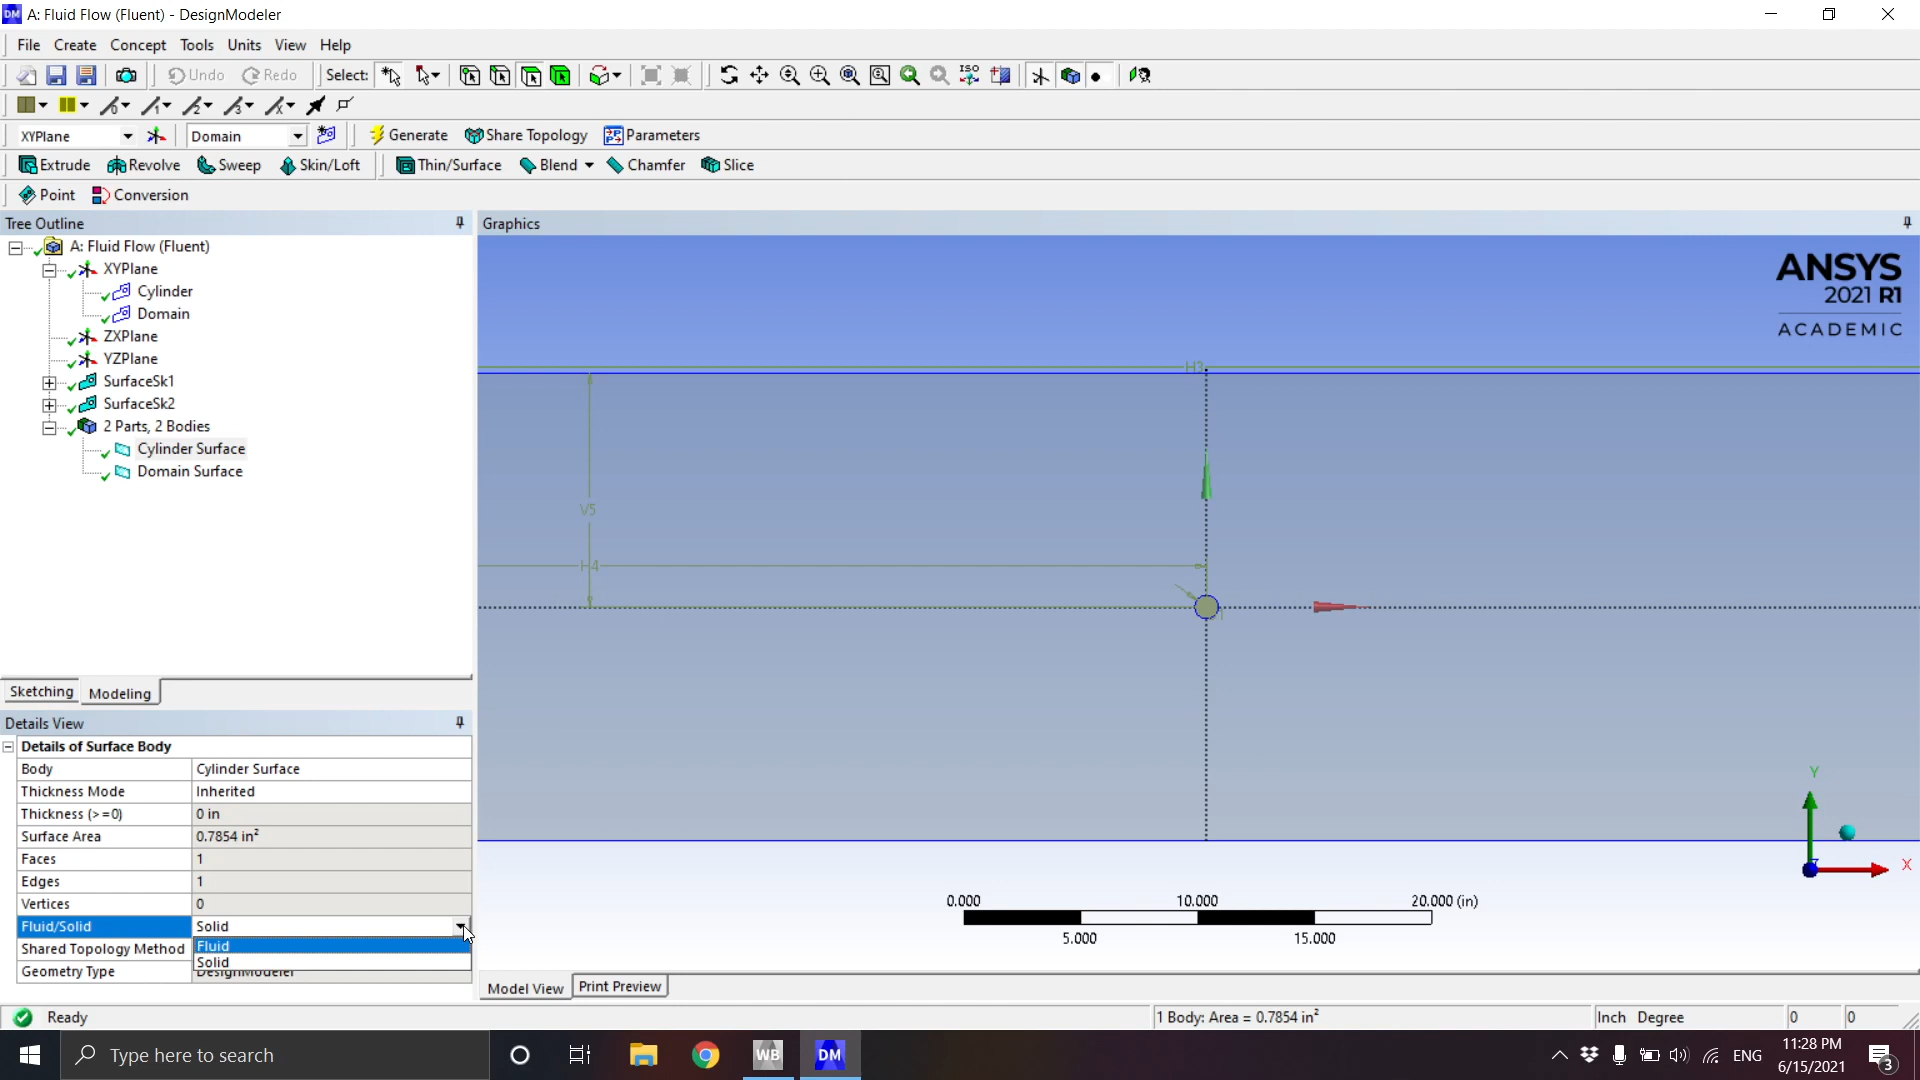 A: Fluid Flow (Fluent) - DesignModeler
File Create Concept Tools Units View Help
Undo Redo Select: ISO
XYPlane Domain Generate Share Topology Parameters
Extrude Revolve Sweep Skin/Loft Thin/Surface Blend Chamfer Slice
Point Conversion
Tree Outline
A: Fluid Flow (Fluent)
XYPlane
Cylinder
Domain
ZXPlane
YZPlane
SurfaceSk1
SurfaceSk2
2 Parts, 2 Bodies
Cylinder Surface
Domain Surface
Sketching Modeling
Details View
Details of Surface Body
Body Cylinder Surface
Thickness Mode Inherited
Thickness (>=0) 0 in
Surface Area 0.7854 in²
Faces 1
Edges 1
Vertices 0
Fluid/Solid Solid
Fluid
Solid
Shared Topology Method
Geometry Type DesignModeler
Graphics
ANSYS
2021 R1
ACADEMIC
H3
V5
H4
Y
X
0.000 10.000 20.000 (in)
5.000 15.000
Model View Print Preview
Ready 1 Body: Area = 0.7854 in² Inch Degree 0 0
Type here to search WB DM ENG 11:28 PM
6/15/2021 3